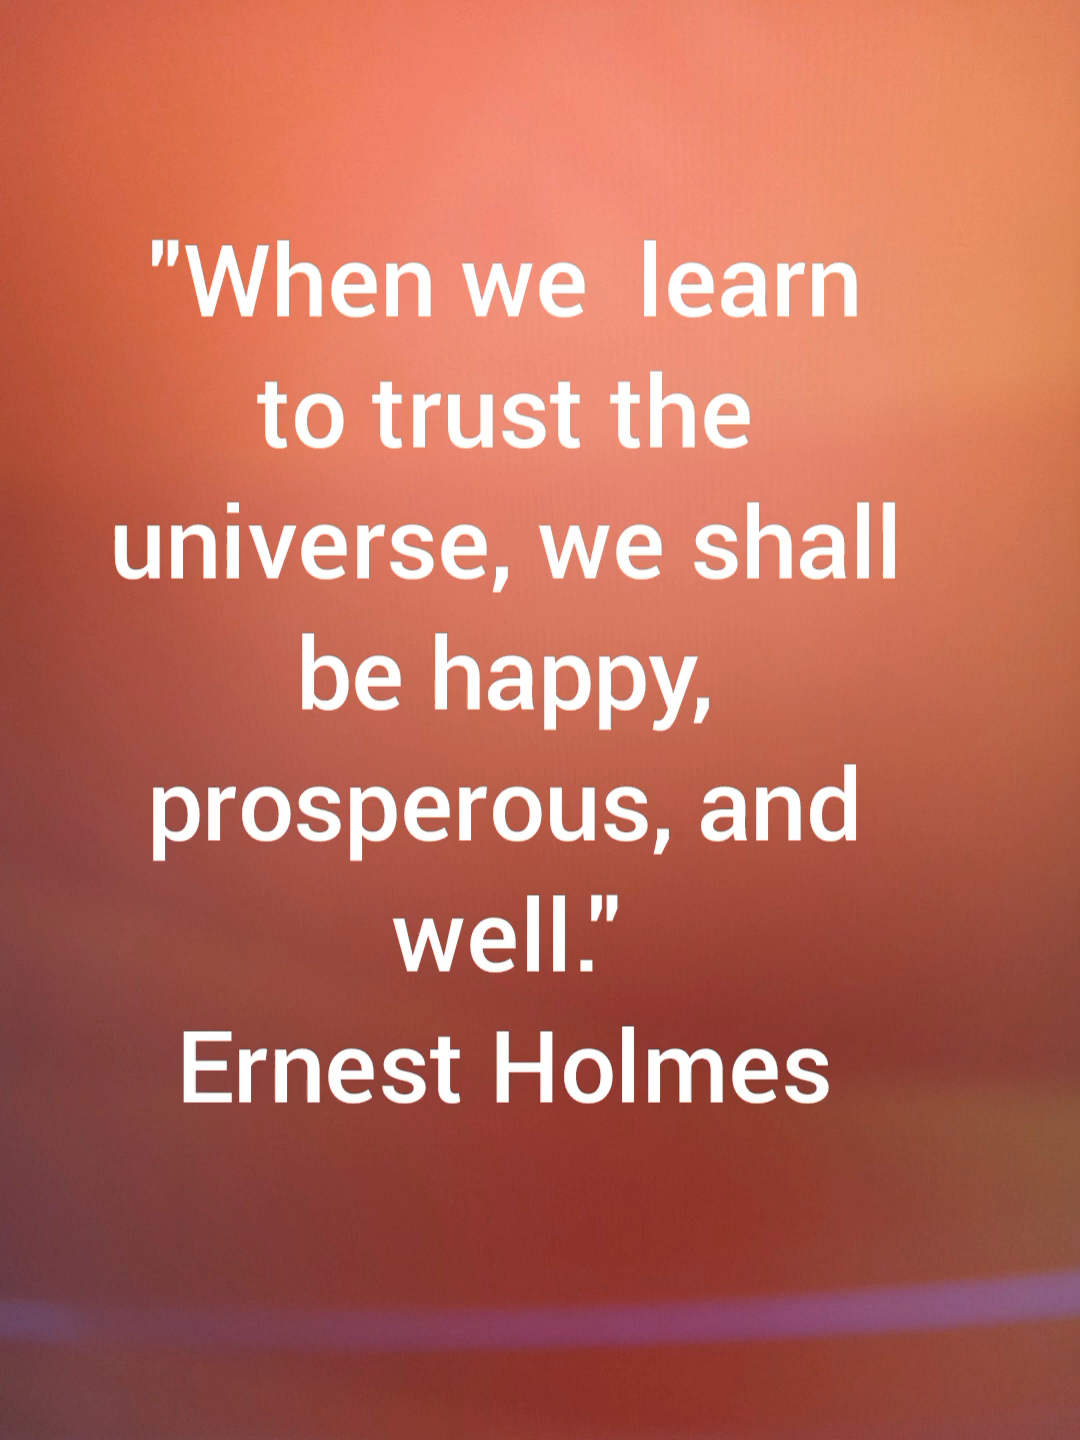 "When we  learn
to trust the
universe, we shall
be happy,
prosperous, and
well."
Ernest Holmes